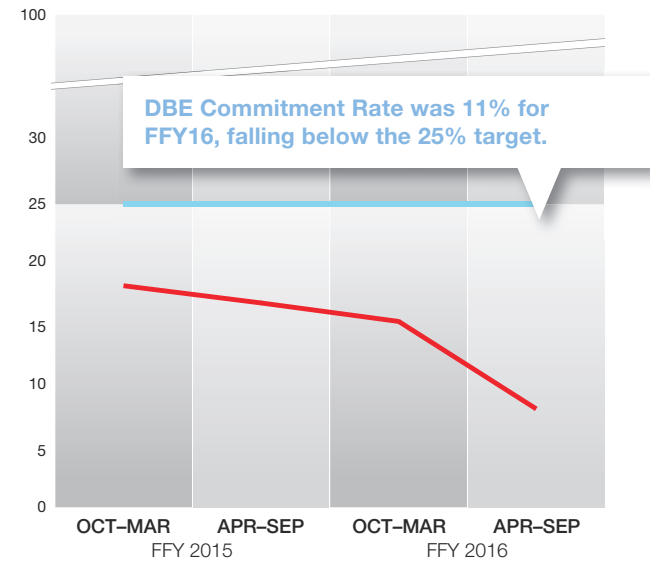 100
DBE Commitment Rate was 11% for
FFY16, falling below the 25% target.
30
25
20
15
10
5
0
OCT–MAR APR–SEP OCT–MAR APR–SEP
FFY 2015 FFY 2016